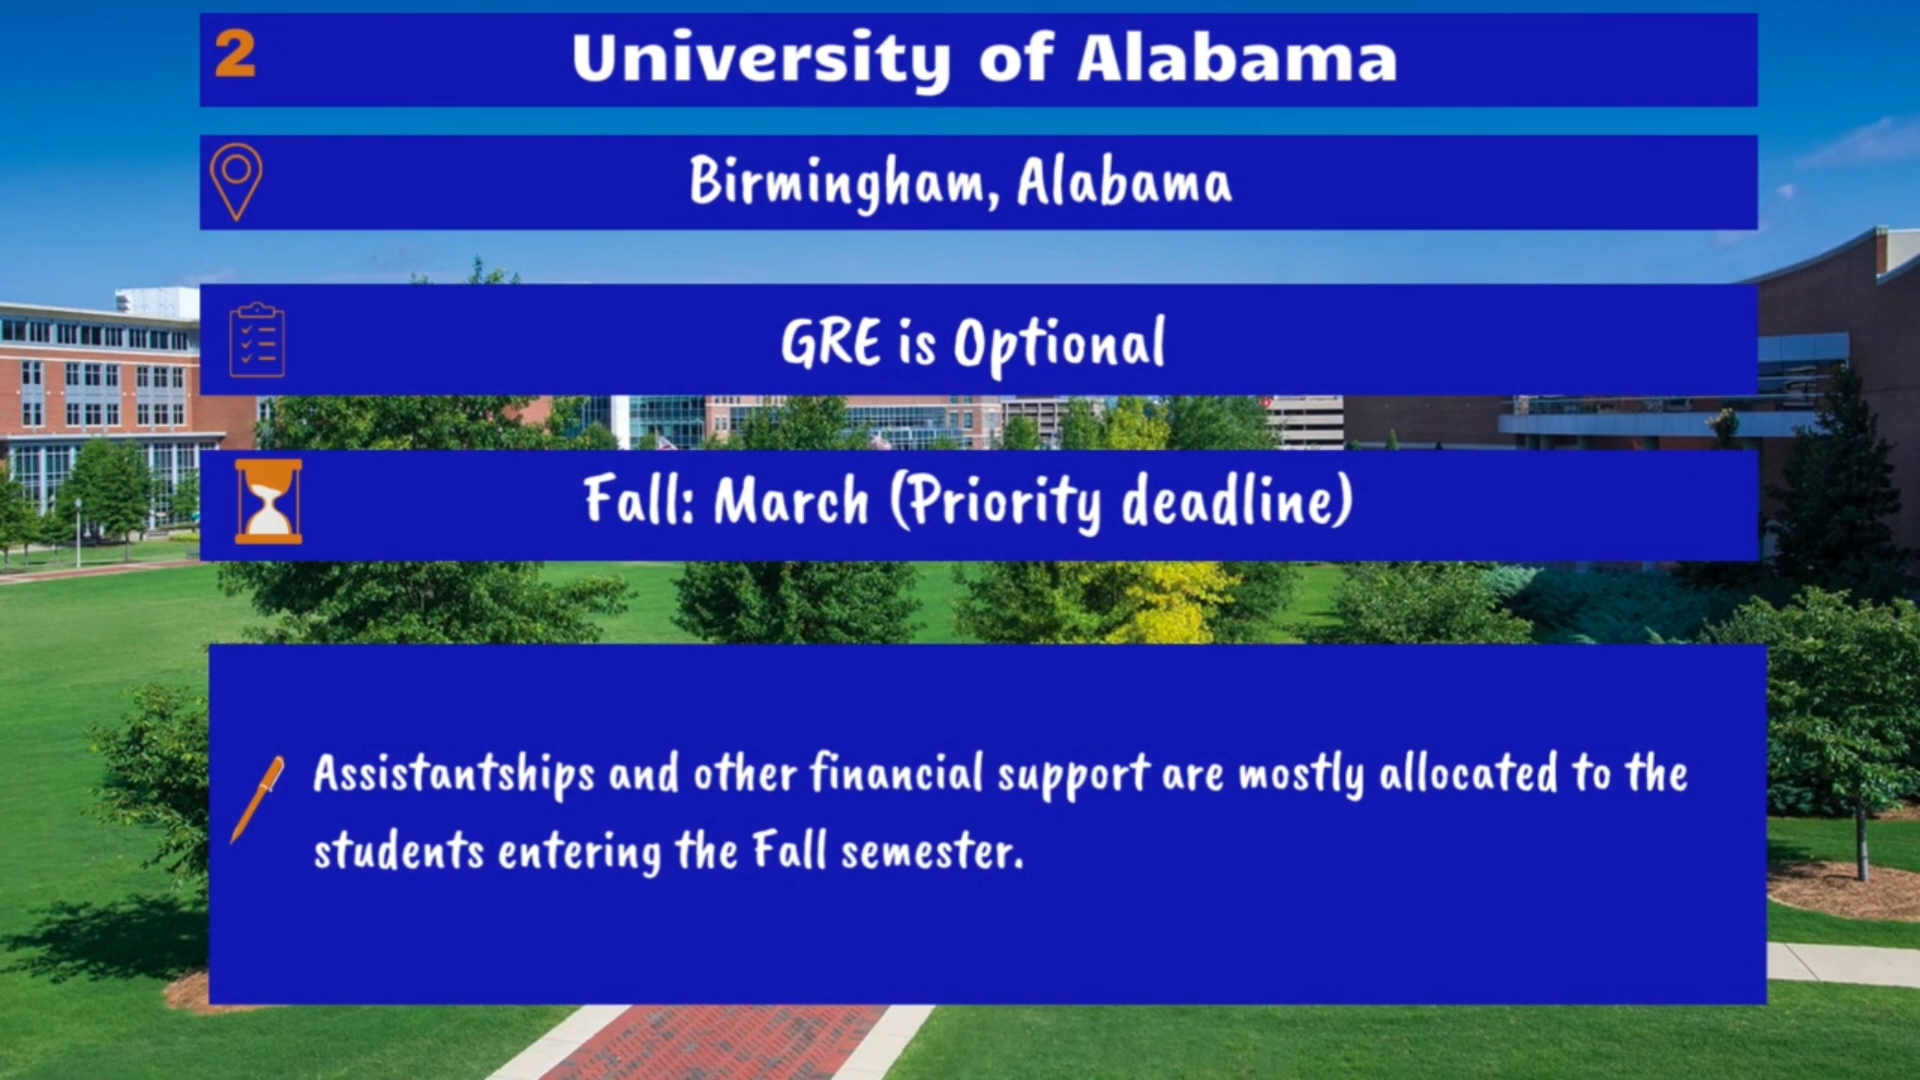 2 University of Alabama
Birmingham, Alabama
GRE is Optional
Fall: March (Priority deadline)
Assistantships and other financial support are mostly allocated to the
students entering the Fall semester.